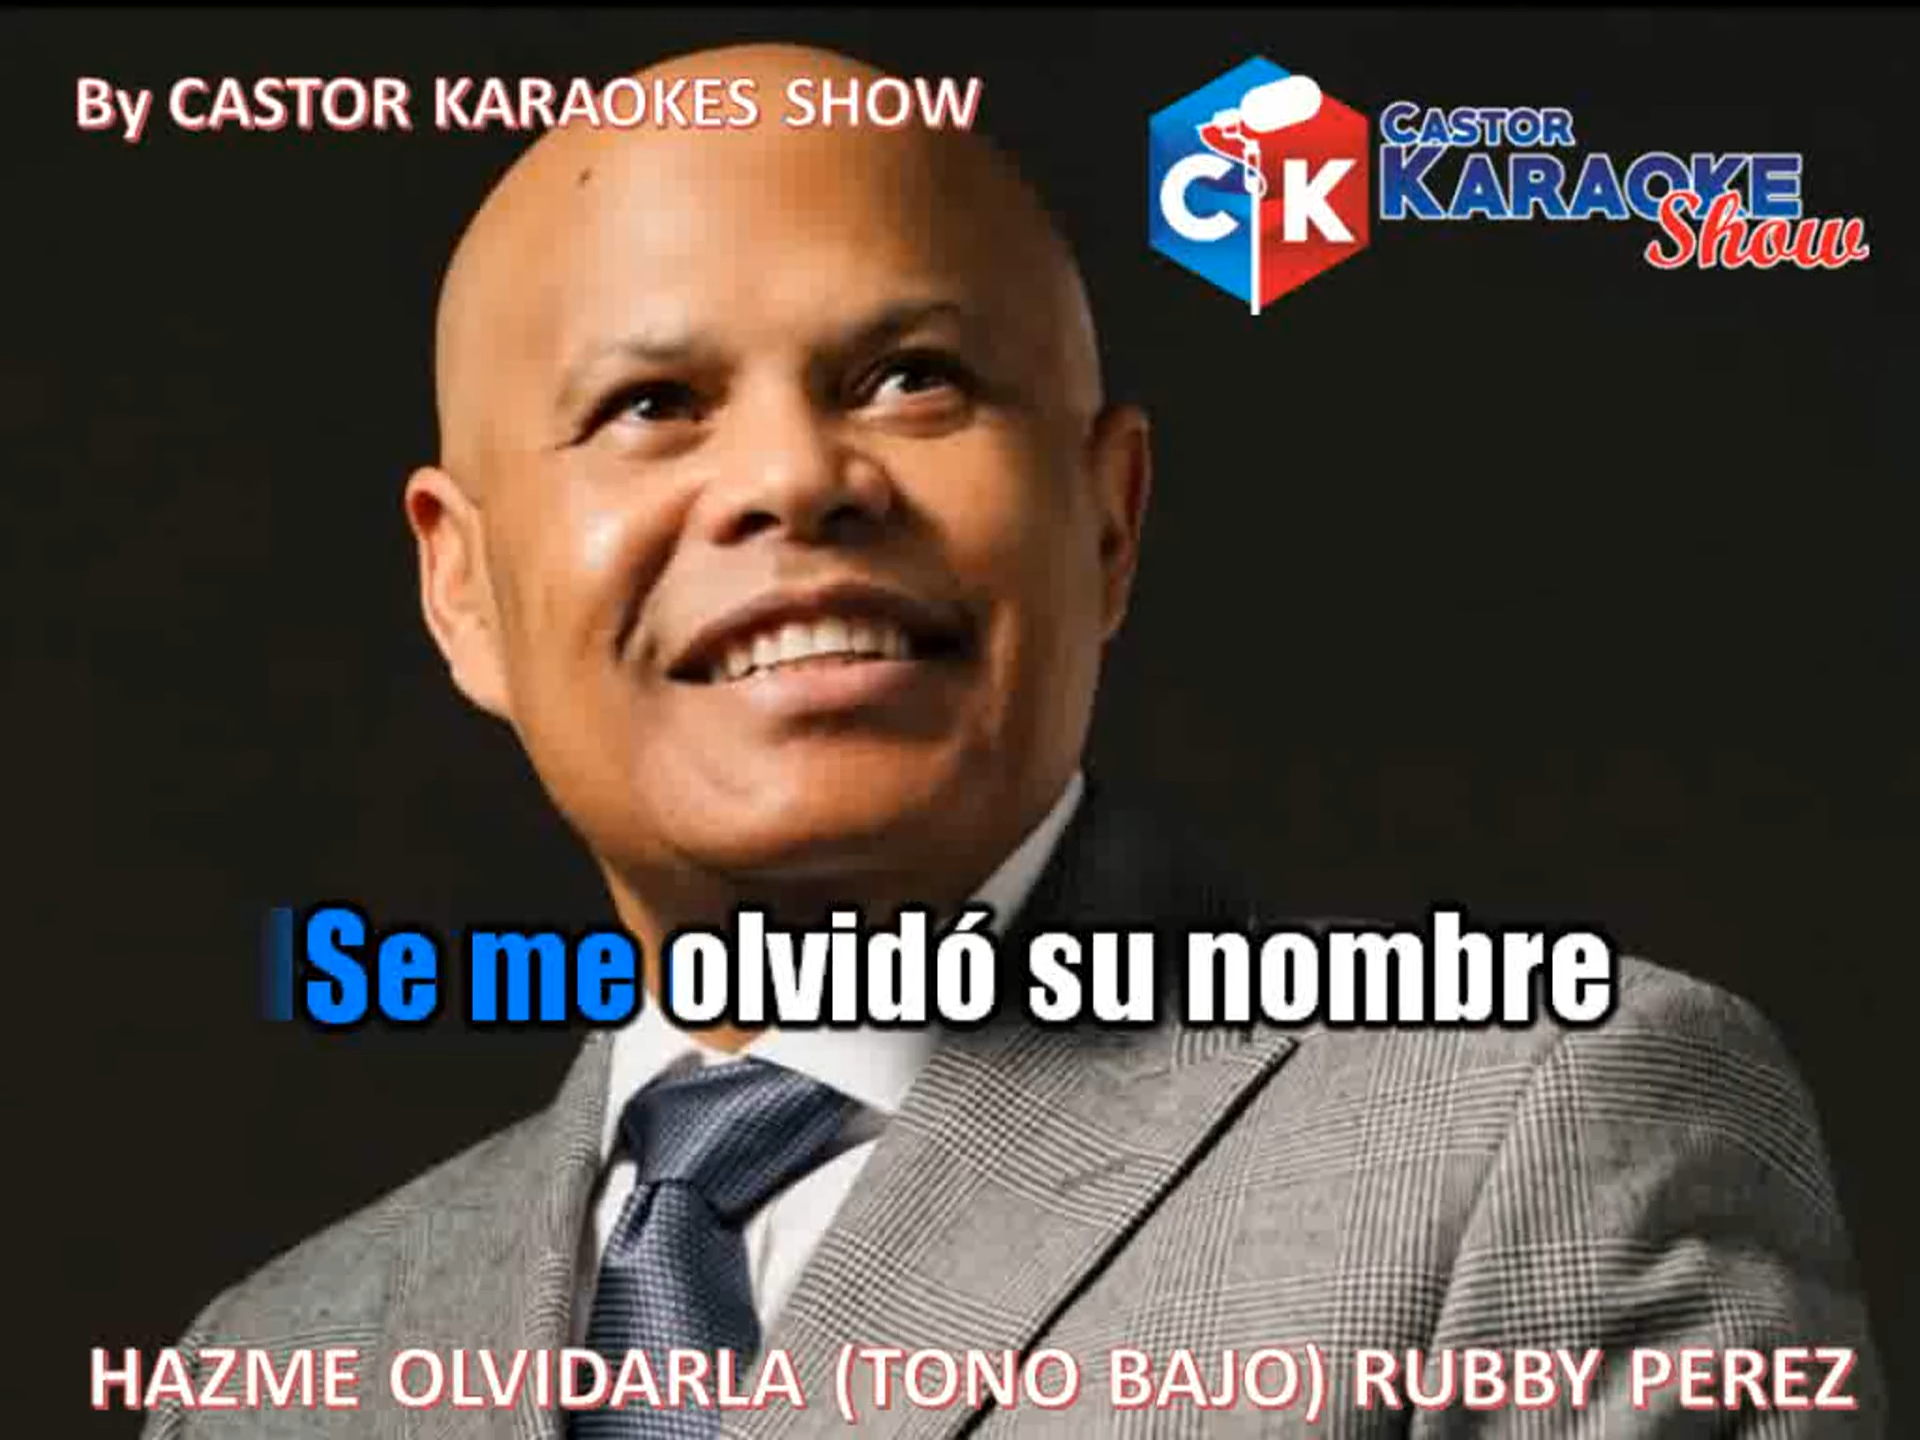 By CASTOR KARAOKES SHOW
CK
CASTOR
KARAOKE
Show
Se me olvidó su nombre
HAZME OLVIDARLA (TONO BAJO) RUBBY PEREZ